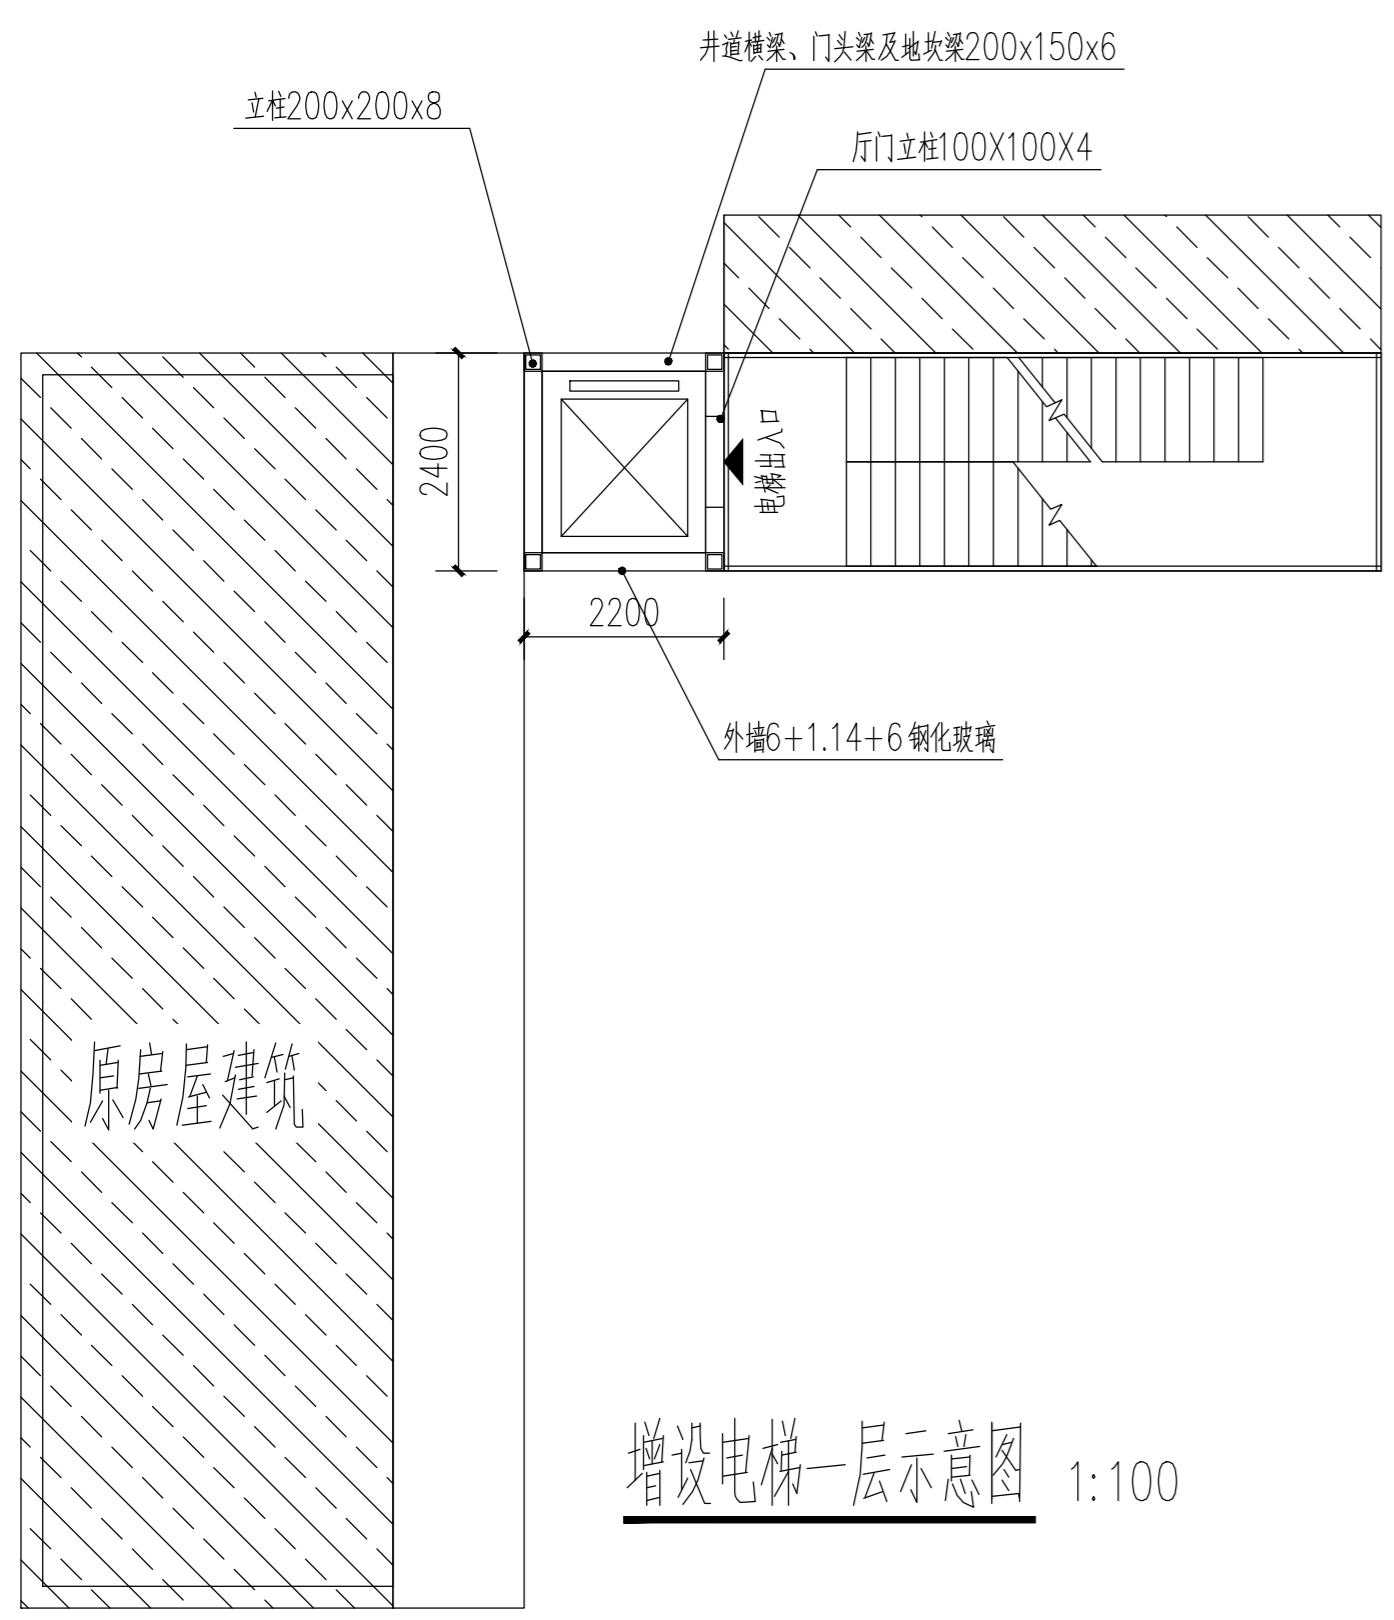 井道横梁、门头梁及地坎梁200x150x6
立柱200x200x8
厅门立柱100X100X4
2400
电梯出入口
2200
外墙6+1.14+6钢化玻璃
原房屋建筑
增设电梯一层示意图 1:100